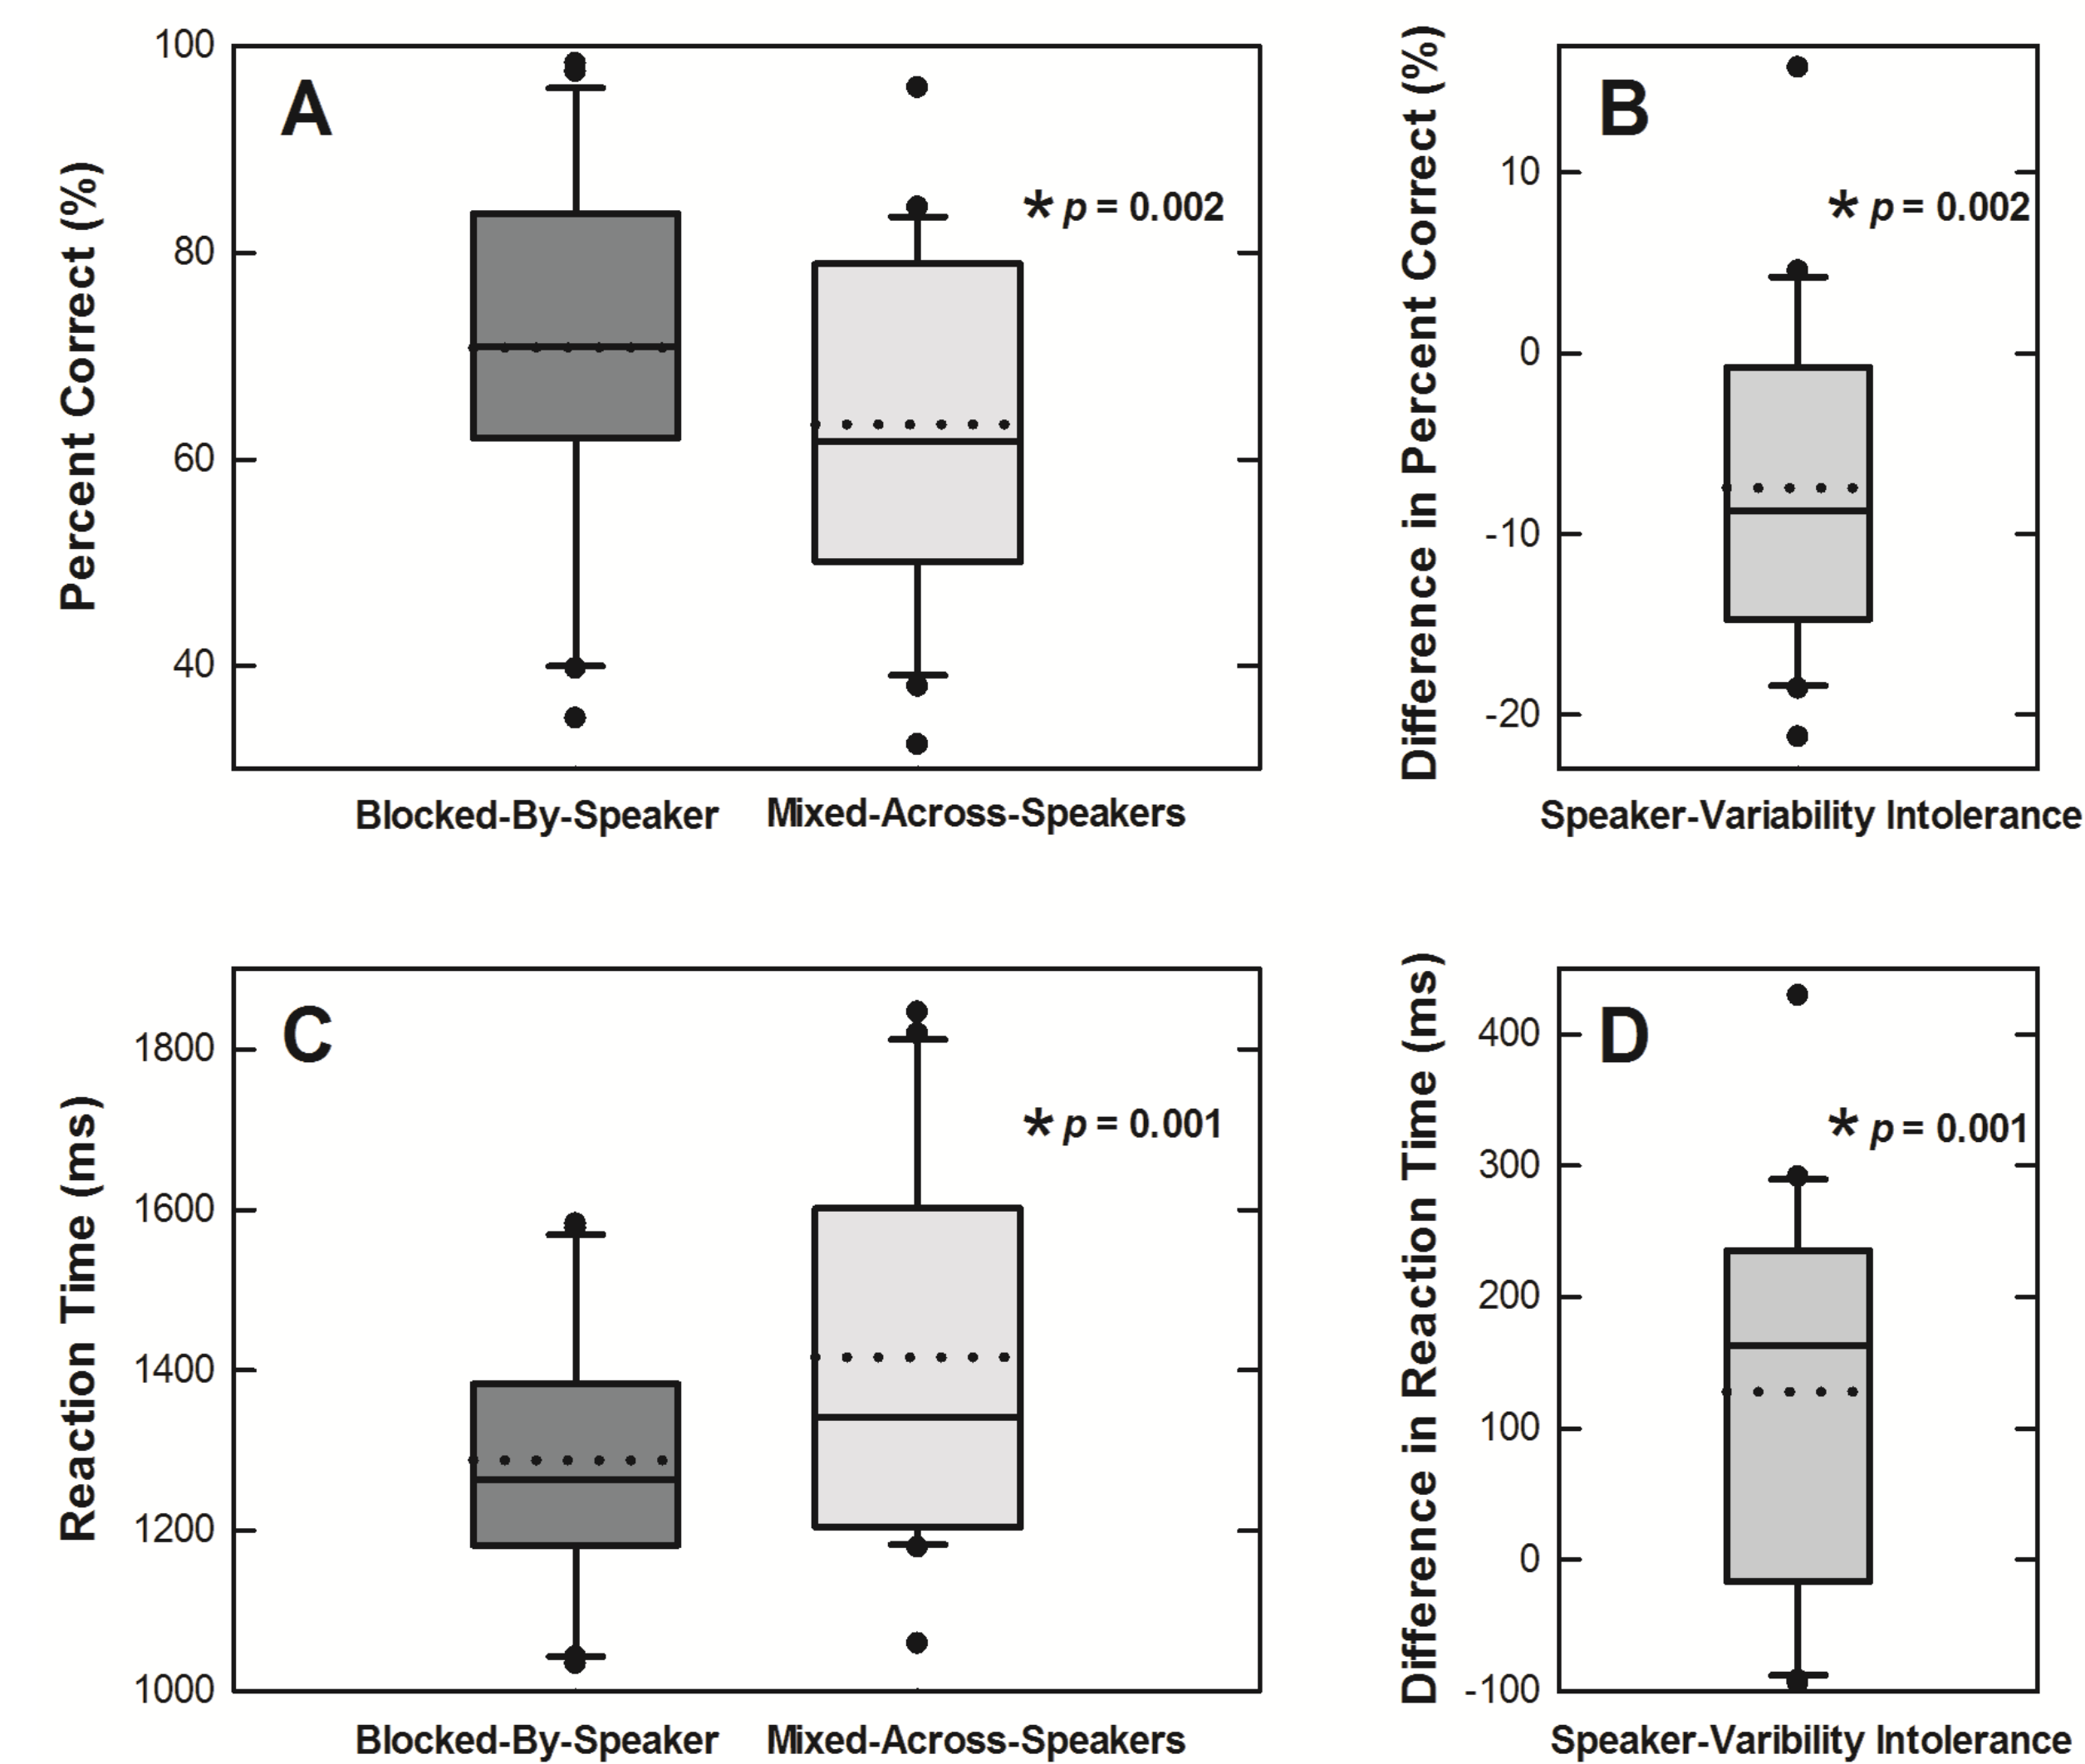 A
Percent Correct (%)
100
80
60
40
* p = 0.002
Blocked-By-Speaker Mixed-Across-Speakers
B
Difference in Percent Correct (%)
10
0
-10
-20
* p = 0.002
Speaker-Variability Intolerance
C
Reaction Time (ms)
1800
1600
1400
1200
1000
* p = 0.001
Blocked-By-Speaker Mixed-Across-Speakers
D
Difference in Reaction Time (ms)
400
300
200
100
0
-100
* p = 0.001
Speaker-Varibility Intolerance